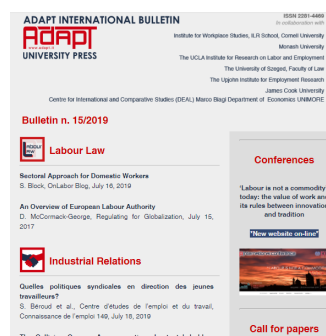 ADAPT INTERNATIONAL BULLETIN
ADAPT
www.adapt.it
UNIVERSITY PRESS
ISSN 2281-4469
in collaboration with
Institute for Workplace Studies, ILR School, Cornell University
Monash University
The UCLA Institute for Research on Labor and Employment
The University of Szeged, Faculty of Law
The Upjohn Institute for Employment Research
James Cook University
Centre for International and Comparative Studies (DEAL) Marco Biagi Department of Economics UNIMORE
Bulletin n. 15/2019
LABOUR
LAW
Labour Law
Sectoral Approach for Domestic Workers
S. Block, OnLabor Blog, July 16, 2019
An Overview of European Labour Authority
D. McCormack-George, Regulating for Globalization, July 15,
2017
Industrial Relations
Quelles politiques syndicales en direction des jeunes
travailleurs?
S. Béroud et al., Centre d'études de l'emploi et du travail,
Connaissance de l'emploi 149, July 16, 2019
Conferences
'Labour is not a commodity
today: the value of work and
its rules between innovation
and tradition
"New website on-line"
Call for papers